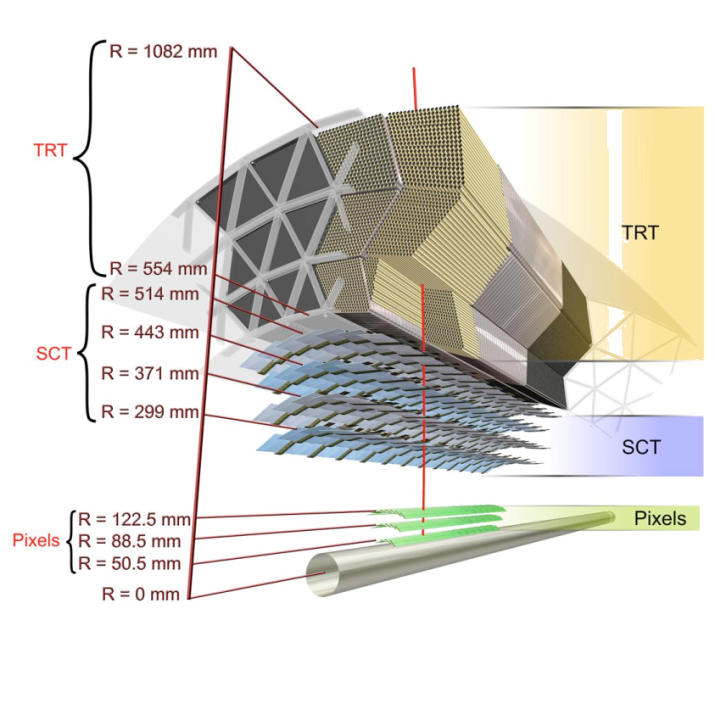 R = 1082 mm
TRT
TRT
R = 554 mm
R = 514 mm
R = 443 mm
SCT
R = 371 mm
R = 299 mm
SCT
R = 122.5 mm
Pixels
Pixels
R = 88.5 mm
R = 50.5 mm
R = 0 mm